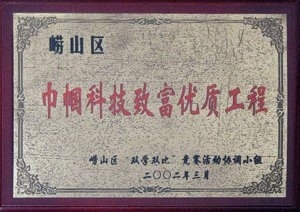 崂山区
巾帼科技致富优质工程
崂山区“双学双比”竞赛活动协调小组
二〇〇二年三月